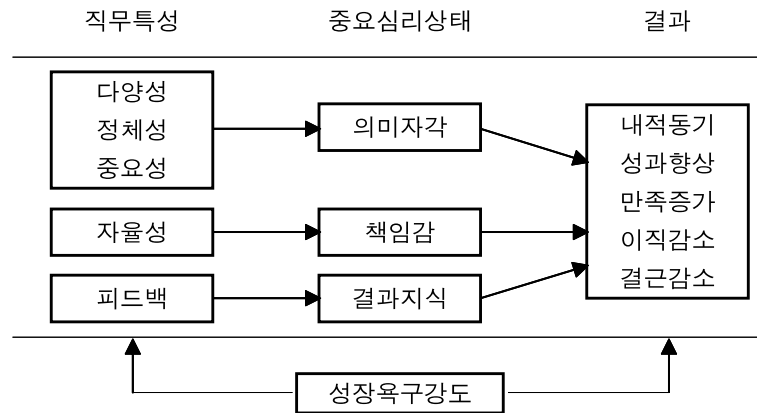 직무특성
중요심리상태
결과
다양성
정체성
중요성
의미자각
자율성
책임감
피드백
결과지식
내적동기
성과향상
만족증가
이직감소
결근감소
성장욕구강도